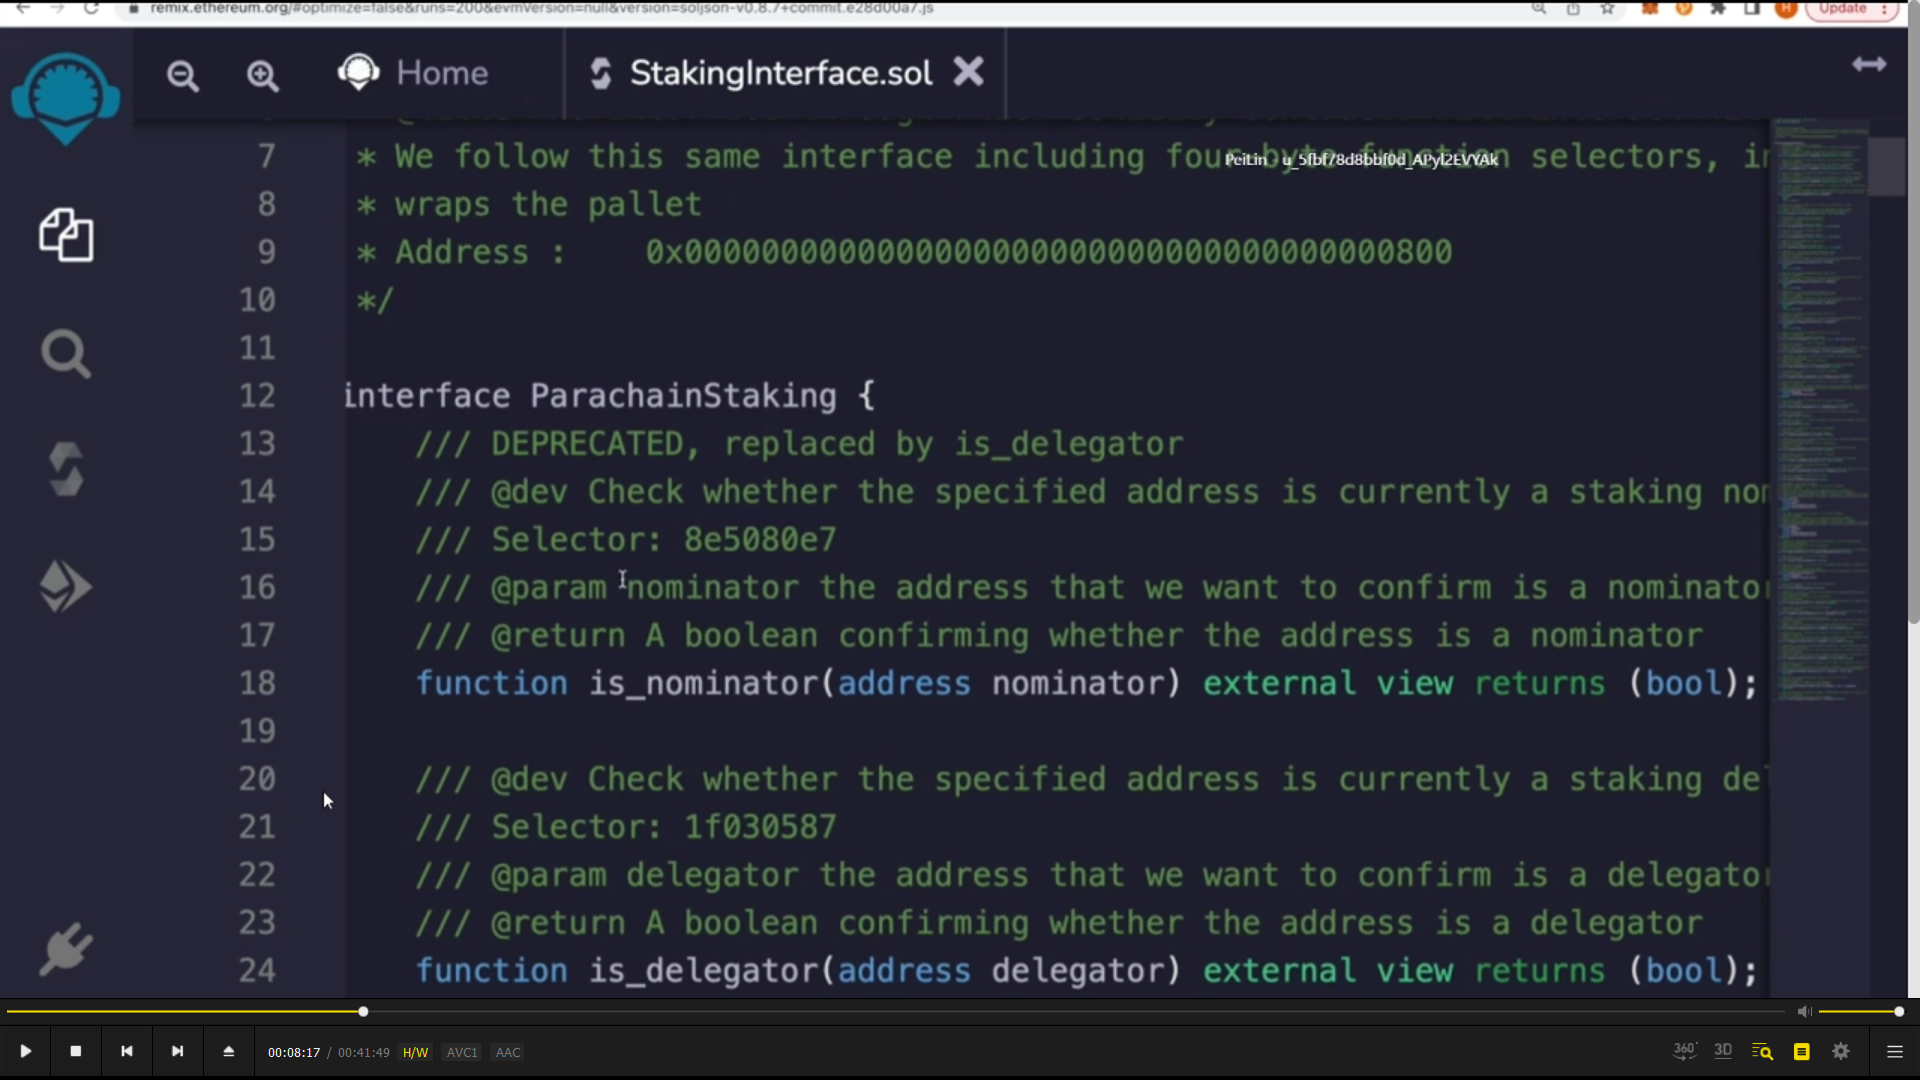 remix.ethereum.org/#optimize=false&runs=200&evmVersion=null&version=soljson-v0.8.7+commit.e28d00a7.js
H
Update
Home
StakingInterface.sol
7 * We follow this same interface including four-byte function selectors, in
PeiLin
8 * wraps the pallet
9 * Address : 0x0000000000000000000000000000000000000800
10 */
11
12 interface ParachainStaking {
13 /// DEPRECATED, replaced by is_delegator
14 /// @dev Check whether the specified address is currently a staking nom
15 /// Selector: 8e5080e7
16 /// @param nominator the address that we want to confirm is a nominator
17 /// @return A boolean confirming whether the address is a nominator
18 function is_nominator(address nominator) external view returns (bool);
19
20 /// @dev Check whether the specified address is currently a staking del
21 /// Selector: 1f030587
22 /// @param delegator the address that we want to confirm is a delegator
23 /// @return A boolean confirming whether the address is a delegator
24 function is_delegator(address delegator) external view returns (bool);
00:08:17 / 00:41:49 H/W AVC1 AAC
360° 3D